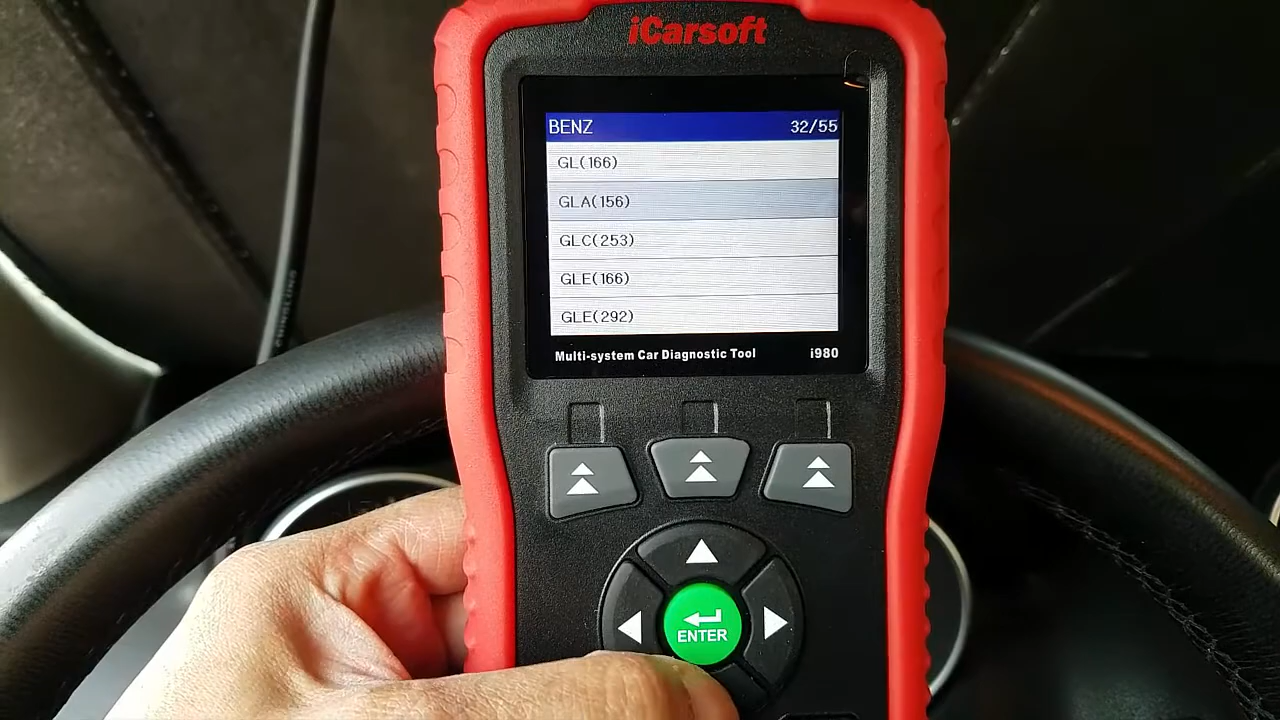 iCarsoft
BENZ 32/55
GL(166)
GLA(156)
GLC(253)
GLE(166)
GLE(292)
Multi-system Car Diagnostic Tool i980
ENTER